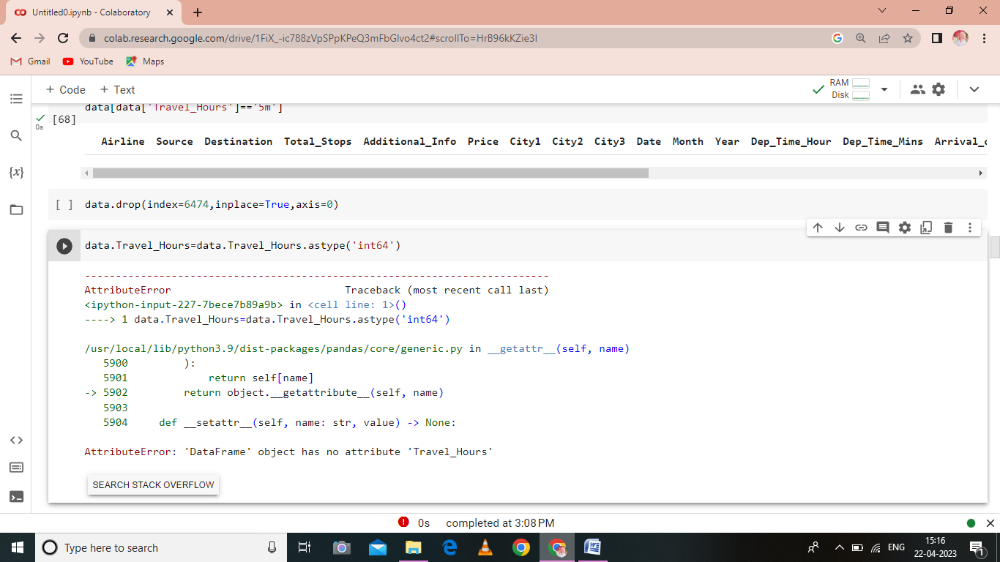 Untitled0.ipynb - Colaboratory
colab.research.google.com/drive/1FiX_-ic788zVpSPpKPeQ3mFbGlvo4ct2#scrollTo=HrB96kKZie3I
Gmail YouTube Maps
+ Code + Text RAM Disk
data[data['Travel_Hours']=='5m']
[68]
0s
Airline Source Destination Total_Stops Additional_Info Price City1 City2 City3 Date Month Year Dep_Time_Hour Dep_Time_Mins
{x}
[ ] data.drop(index=6474,inplace=True,axis=0)
data.Travel_Hours=data.Travel_Hours.astype('int64')
---------------------------------------------------------------------------
AttributeError Traceback (most recent call last)
<ipython-input-227-7bece7b89a9b> in <cell line: 1>()
----> 1 data.Travel_Hours=data.Travel_Hours.astype('int64')
/usr/local/lib/python3.9/dist-packages/pandas/core/generic.py in __getattr__(self, name)
5900 ):
5901 return self[name]
-> 5902 return object.__getattribute__(self, name)
5903
5904 def __setattr__(self, name: str, value) -> None:
AttributeError: 'DataFrame' object has no attribute 'Travel_Hours'
SEARCH STACK OVERFLOW
0s completed at 3:08 PM
Type here to search
ENG
15:16
22-04-2023
1